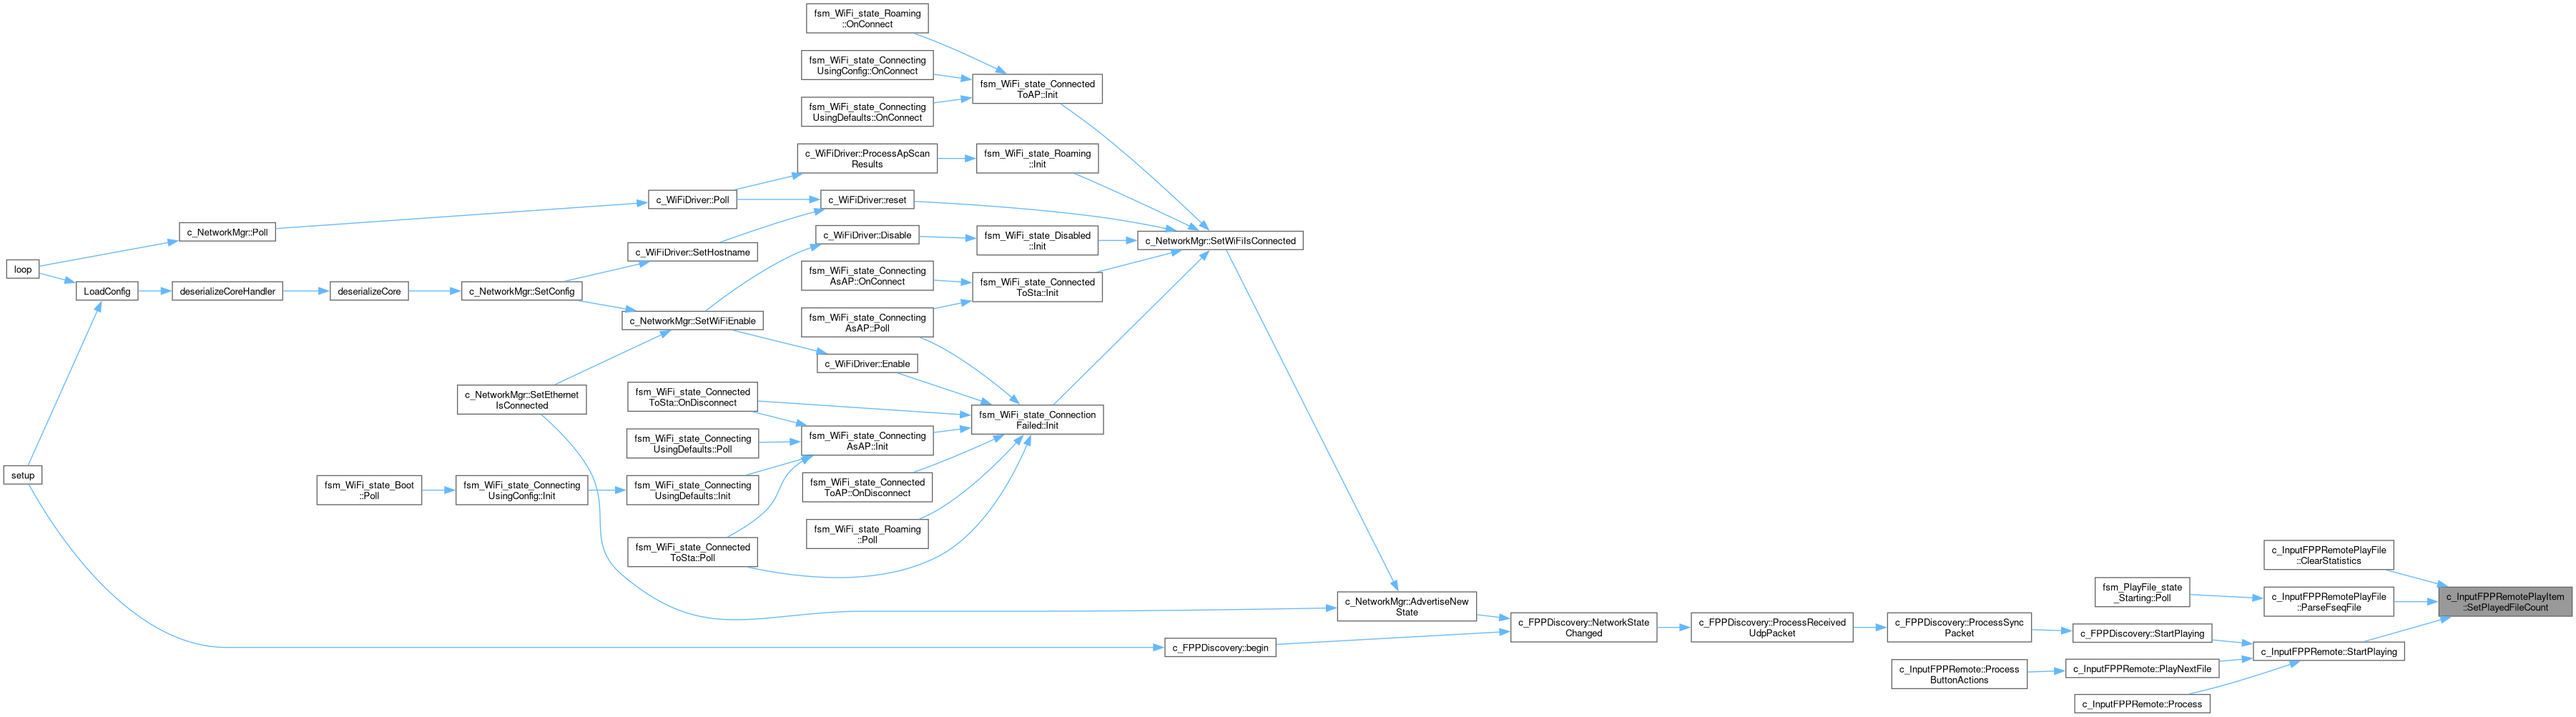 fsm_WiFi_state_Roaming
::OnConnect
fsm_WiFi_state_Connecting
UsingConfig::OnConnect
fsm_WiFi_state_Connected
ToAP::Init
fsm_WiFi_state_Connecting
UsingDefaults::OnConnect
c_WiFiDriver::ProcessApScan
Results
fsm_WiFi_state_Roaming
::Init
c_WiFiDriver::Poll
c_WiFiDriver::reset
c_NetworkMgr::Poll
c_WiFiDriver::Disable
fsm_WiFi_state_Disabled
::Init
c_NetworkMgr::SetWiFiIsConnected
c_WiFiDriver::SetHostname
loop
fsm_WiFi_state_Connecting
AsAP::OnConnect
fsm_WiFi_state_Connected
ToSta::Init
LoadConfig
deserializeCoreHandler
deserializeCore
c_NetworkMgr::SetConfig
c_NetworkMgr::SetWiFiEnable
fsm_WiFi_state_Connecting
AsAP::Poll
c_WiFiDriver::Enable
c_NetworkMgr::SetEthernet
IsConnected
fsm_WiFi_state_Connected
ToSta::OnDisconnect
fsm_WiFi_state_Connection
Failed::Init
fsm_WiFi_state_Connecting
UsingDefaults::Poll
fsm_WiFi_state_Connecting
AsAP::Init
setup
fsm_WiFi_state_Boot
::Poll
fsm_WiFi_state_Connecting
UsingConfig::Init
fsm_WiFi_state_Connecting
UsingDefaults::Init
fsm_WiFi_state_Connected
ToAP::OnDisconnect
fsm_WiFi_state_Roaming
::Poll
fsm_WiFi_state_Connected
ToSta::Poll
c_InputFPPRemotePlayFile
::ClearStatistics
fsm_PlayFile_state
_Starting::Poll
c_InputFPPRemotePlayFile
::ParseFseqFile
c_InputFPPRemotePlayItem
::SetPlayedFileCount
c_NetworkMgr::AdvertiseNew
State
c_FPPDiscovery::NetworkState
Changed
c_FPPDiscovery::ProcessReceived
UdpPacket
c_FPPDiscovery::ProcessSync
Packet
c_FPPDiscovery::StartPlaying
c_FPPDiscovery::begin
c_InputFPPRemote::StartPlaying
c_InputFPPRemote::Process
ButtonActions
c_InputFPPRemote::PlayNextFile
c_InputFPPRemote::Process